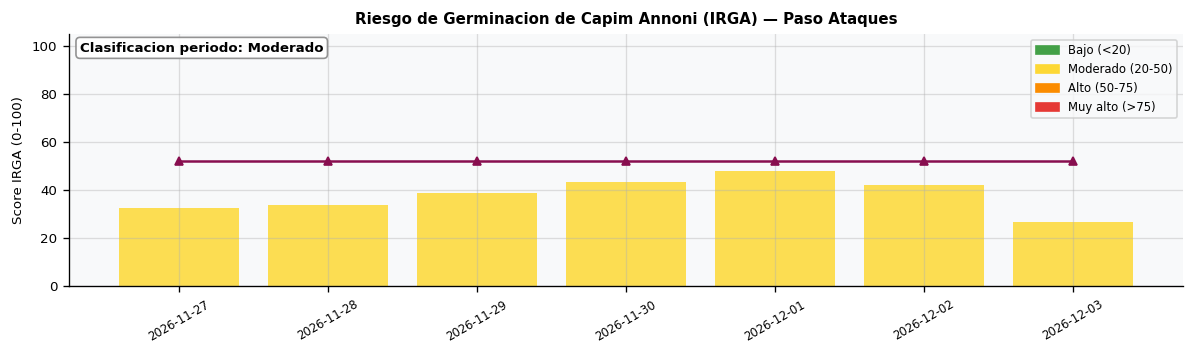 Riesgo de Germinacion de Capim Annoni (IRGA) — Paso Ataques
Clasificacion periodo: Moderado
Bajo (<20)
Moderado (20-50)
Alto (50-75)
Muy alto (>75)
Score IRGA (0-100)
100
80
60
40
20
0
2026-11-27
2026-11-28
2026-11-29
2026-11-30
2026-12-01
2026-12-02
2026-12-03